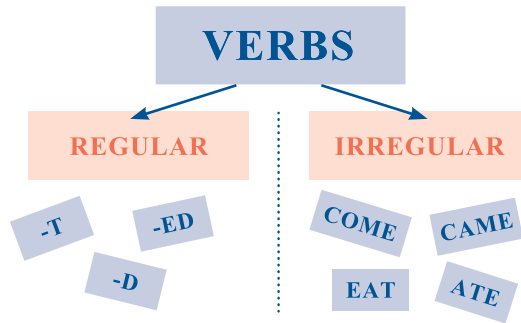 VERBS
REGULAR
IRREGULAR
-T
-ED
-D
COME
CAME
EAT
ATE